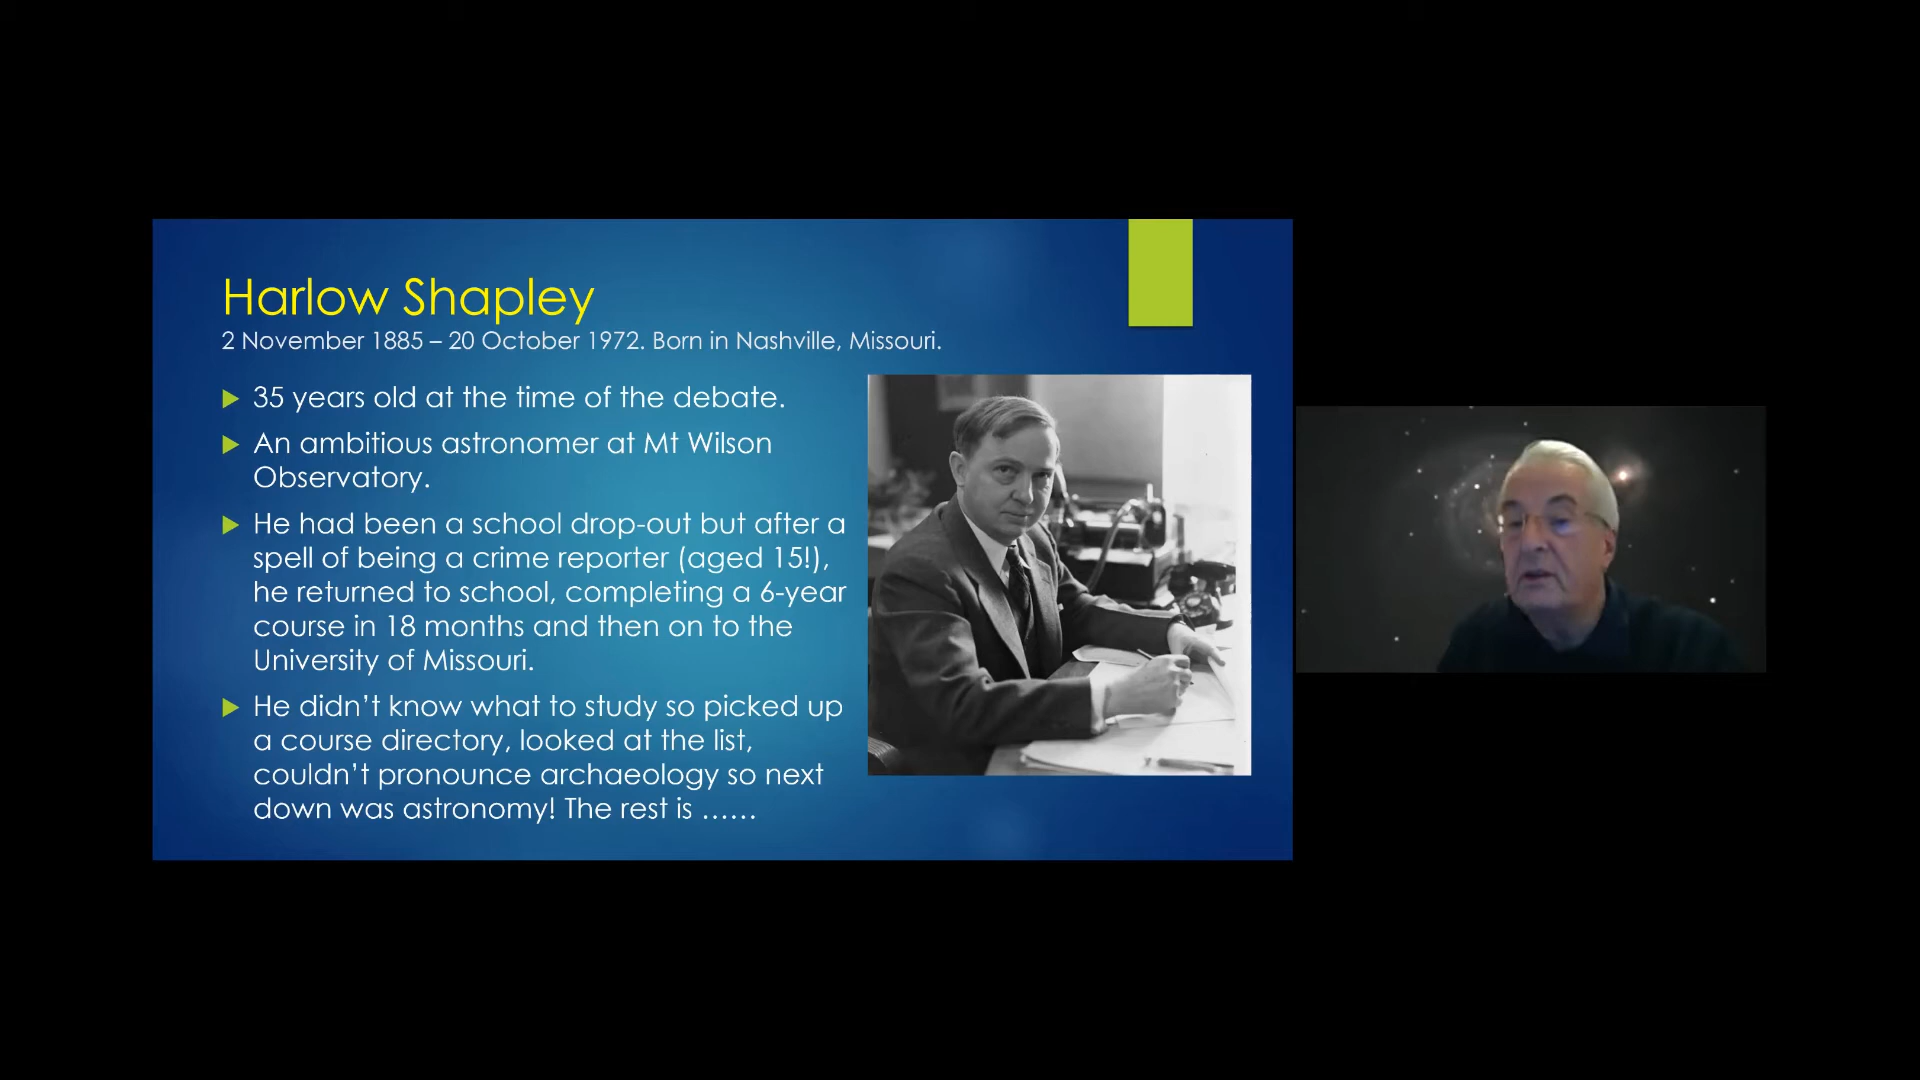 Harlow Shapley
2 November 1885 – 20 October 1972. Born in Nashville, Missouri.
35 years old at the time of the debate.
An ambitious astronomer at Mt Wilson
Observatory.
He had been a school drop-out but after a
spell of being a crime reporter (aged 15!),
he returned to school, completing a 6-year
course in 18 months and then on to the
University of Missouri.
He didn't know what to study so picked up
a course directory, looked at the list,
couldn't pronounce archaeology so next
down was astronomy! The rest is ......